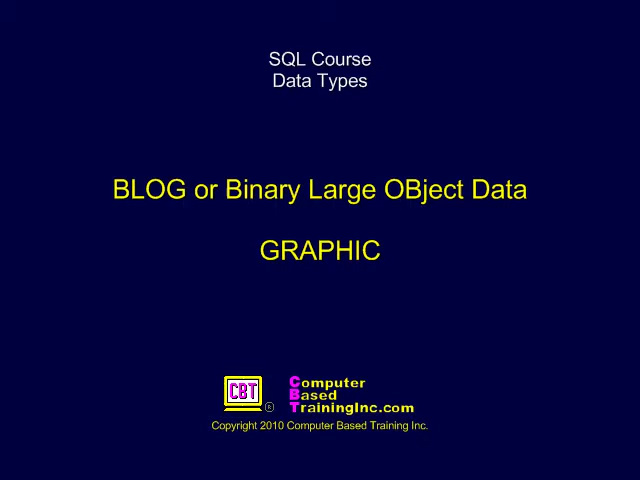 SQL Course
Data Types
BLOG or Binary Large OBject Data
GRAPHIC
CBT ®
Computer
Based
TrainingInc.com
Copyright 2010 Computer Based Training Inc.